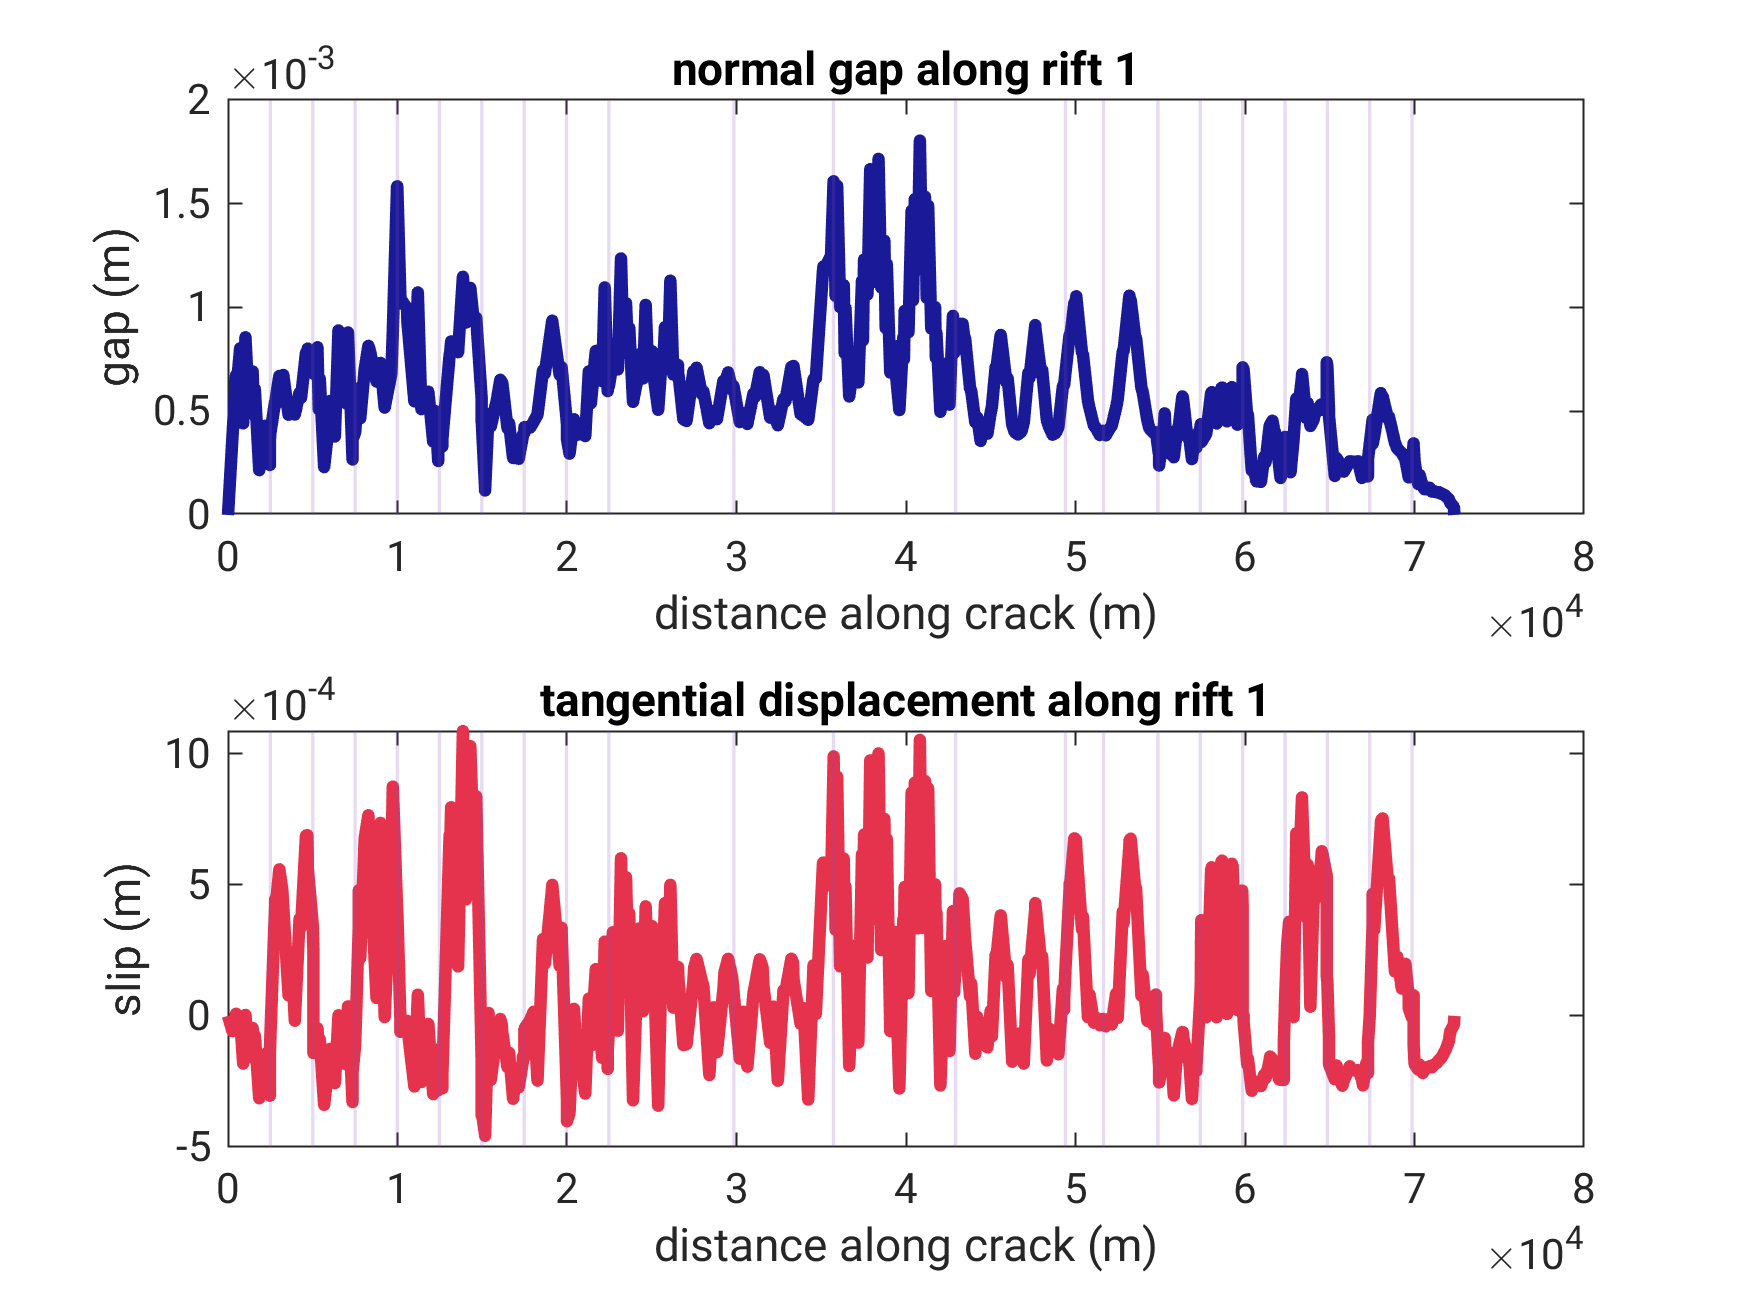 ×10⁻³
normal gap along rift 1
2
1.5
1
0.5
0
gap (m)
0 1 2 3 4 5 6 7 8
distance along crack (m)
×10⁴
×10⁻⁴
tangential displacement along rift 1
10
5
0
-5
slip (m)
0 1 2 3 4 5 6 7 8
distance along crack (m)
×10⁴